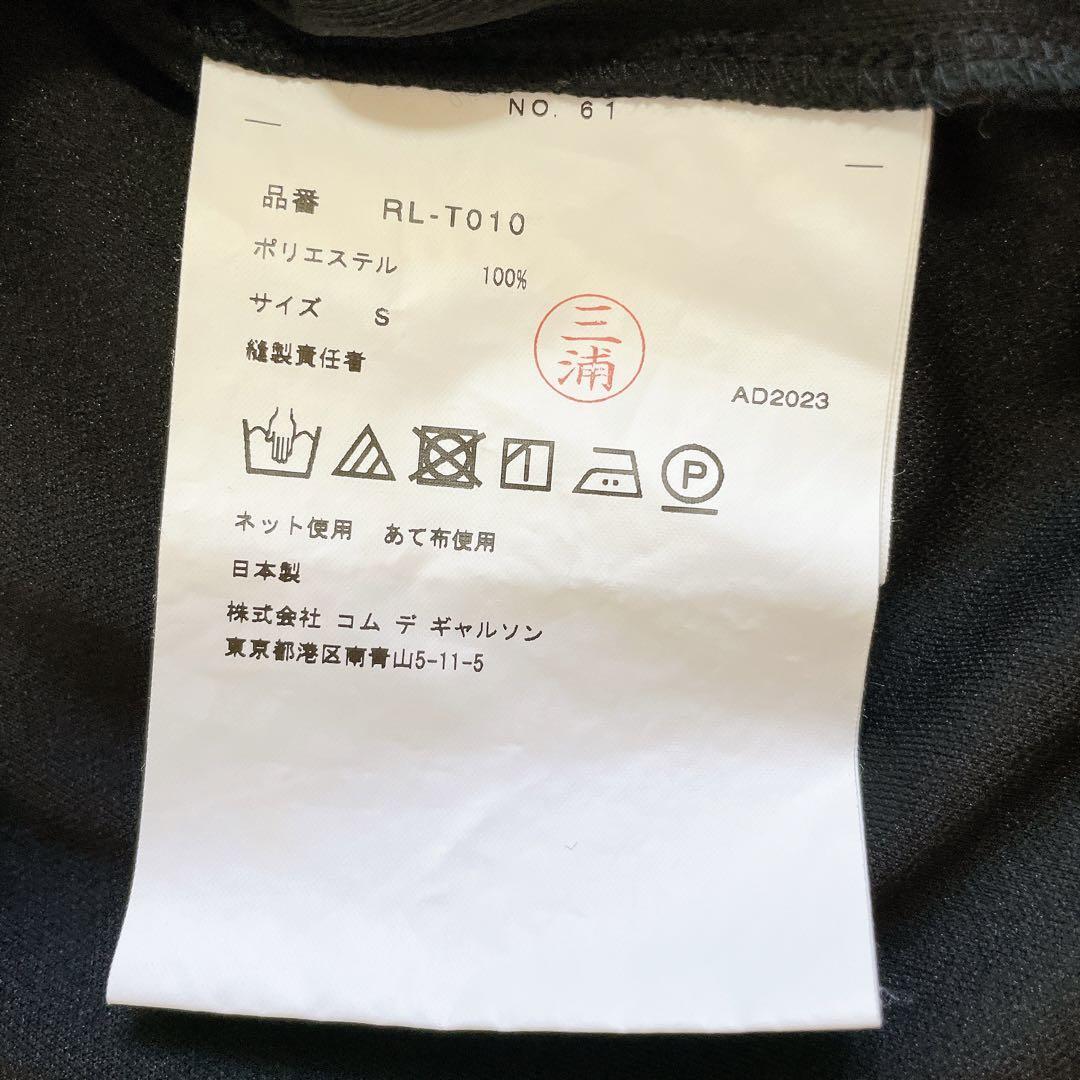 NO. 61
品番 RL-T010
ポリエステル 100%
サイズ S
縫製責任者
三
浦
AD2023
1
P
ネット使用 あて布使用
日本製
株式会社 コム デ ギャルソン
東京都港区南青山5-11-5